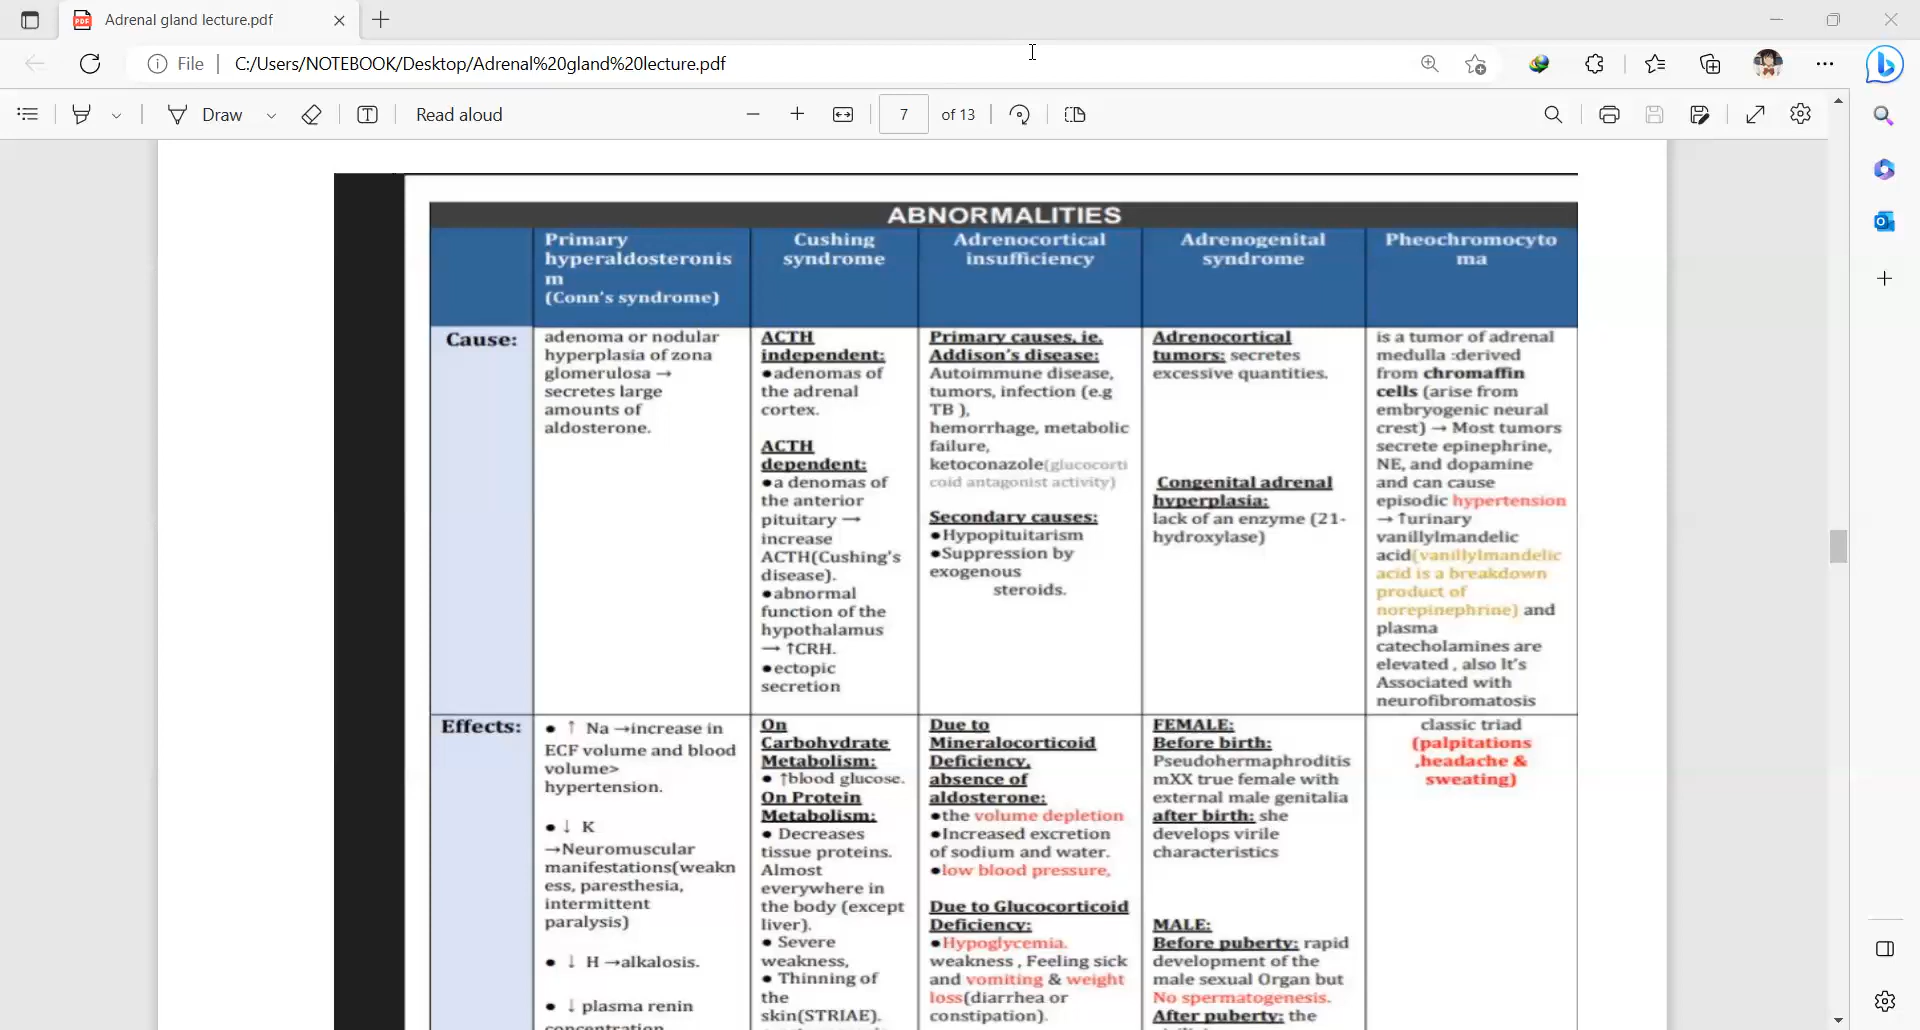 Adrenal gland lecture.pdf
File
C:/Users/NOTEBOOK/Desktop/Adrenal%20gland%20lecture.pdf
Draw
Read aloud
7
of 13
ABNORMALITIES
Primary
hyperaldosteronis
m
(Conn's syndrome)
Cushing
syndrome
Adrenocortical
insufficiency
Adrenogenital
syndrome
Pheochromocyto
ma
Cause:
adenoma or nodular
hyperplasia of zona
glomerulosa →
secretes large
amounts of
aldosterone.
ACTH
independent:
●adenomas of
the adrenal
cortex.
ACTH
dependent:
●a denomas of
the anterior
pituitary →
increase
ACTH(Cushing's
disease).
●abnormal
function of the
hypothalamus
→ ↑CRH.
●ectopic
secretion
Primary causes, ie.
Addison's disease:
Autoimmune disease,
tumors, infection (e.g
TB ),
hemorrhage, metabolic
failure,
ketoconazole(glucocorti
coid antagonist activity)
Secondary causes:
●Hypopituitarism
●Suppression by
exogenous
steroids.
Adrenocortical
tumors: secretes
excessive quantities.
Congenital adrenal
hyperplasia:
lack of an enzyme (21-
hydroxylase)
is a tumor of adrenal
medulla :derived
from chromaffin
cells (arise from
embryogenic neural
crest) → Most tumors
secrete epinephrine,
NE, and dopamine
and can cause
episodic hypertension
→↑urinary
vanillylmandelic
acid(vanillylmandelic
acid is a breakdown
product of
norepinephrine) and
plasma
catecholamines are
elevated , also It's
Associated with
neurofibromatosis
Effects:
● ↑ Na →increase in
ECF volume and blood
volume>
hypertension.
●↓ K
→Neuromuscular
manifestations(weakn
ess, paresthesia,
intermittent
paralysis)
● ↓ H →alkalosis.
● ↓ plasma renin
concentration
On
Carbohydrate
Metabolism:
● ↑blood glucose.
On Protein
Metabolism:
● Decreases
tissue proteins.
Almost
everywhere in
the body (except
liver).
● Severe
weakness,
● Thinning of
the
skin(STRIAE).
Due to
Mineralocorticoid
Deficiency,
absence of
aldosterone:
●the volume depletion
●Increased excretion
of sodium and water.
●low blood pressure,
Due to Glucocorticoid
Deficiency:
●Hypoglycemia.
weakness , Feeling sick
and vomiting & weight
loss(diarrhea or
constipation).
FEMALE:
Before birth:
Pseudohermaphroditis
mXX true female with
external male genitalia
after birth: she
develops virile
characteristics
MALE:
Before puberty: rapid
development of the
male sexual Organ but
No spermatogenesis.
After puberty: the
classic triad
(palpitations
,headache &
sweating)